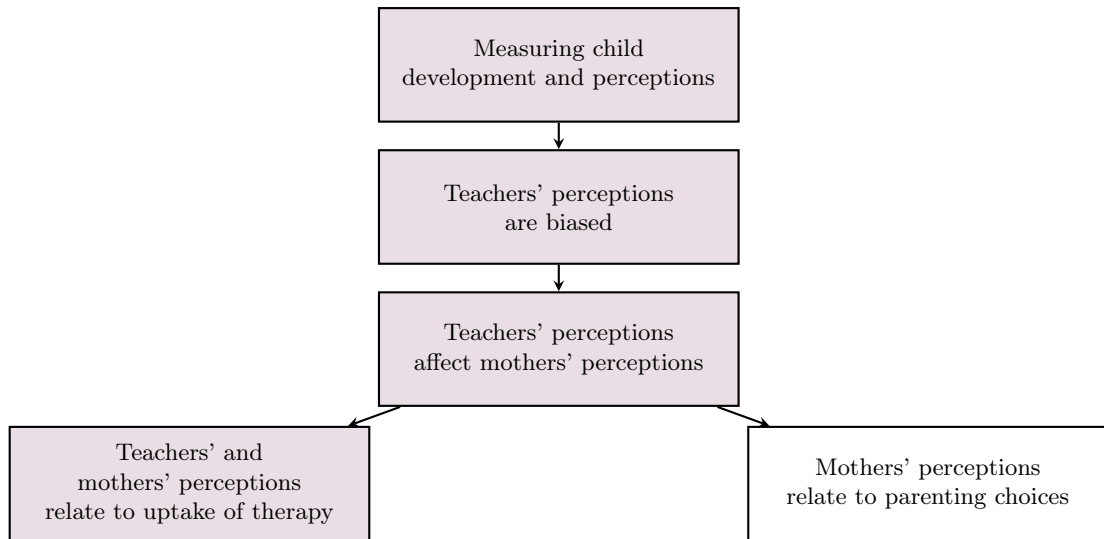 Measuring child
development and perceptions
Teachers’ perceptions
are biased
Teachers’ perceptions
affect mothers’ perceptions
Teachers’ and
mothers’ perceptions
relate to uptake of therapy
Mothers’ perceptions
relate to parenting choices